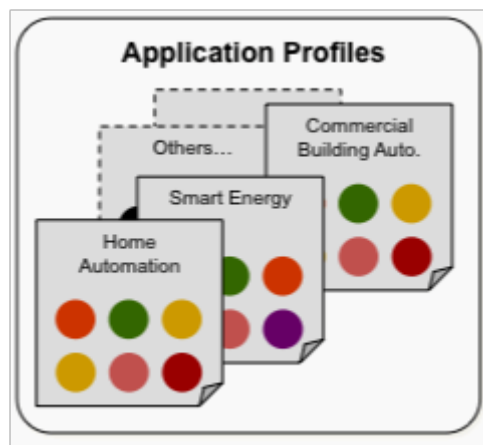 Application Profiles
Commercial
Building Auto.
Others...
Smart Energy
Home
Automation